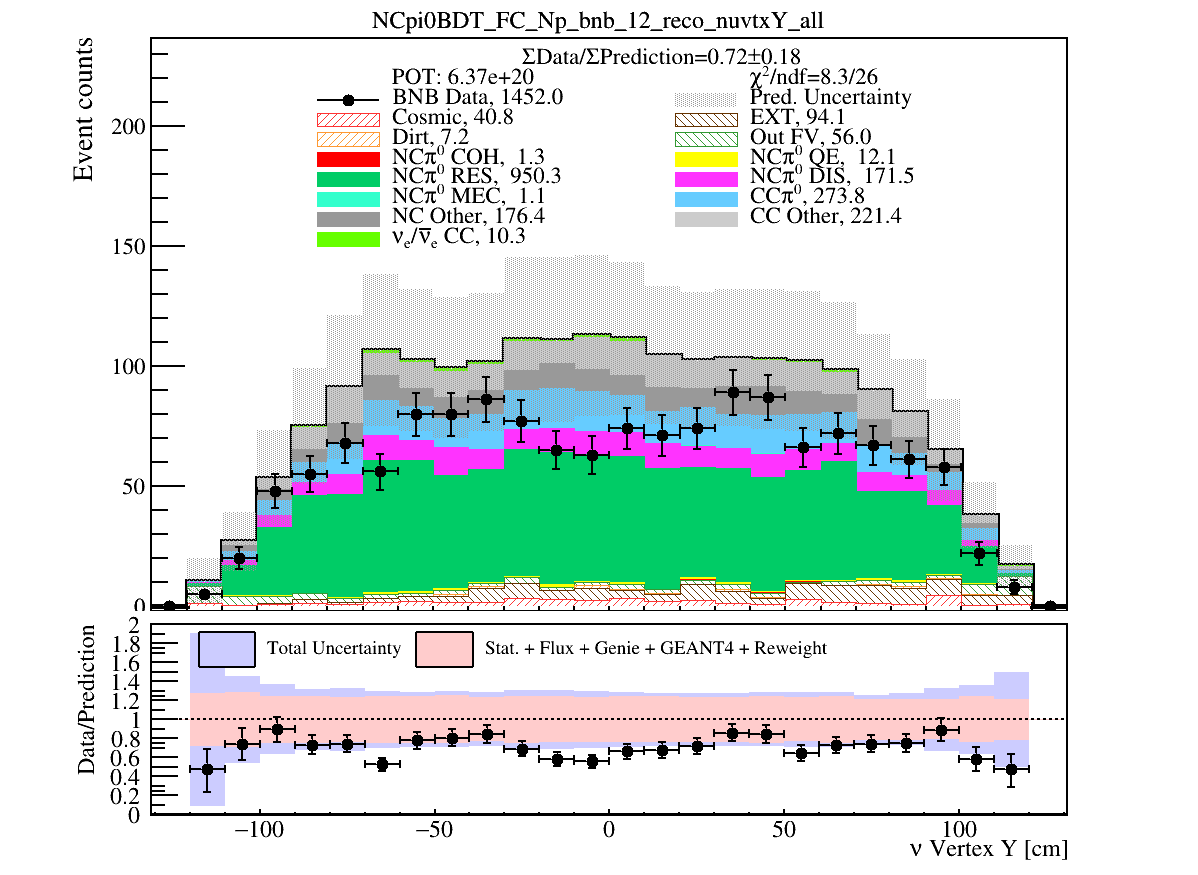 NCpi0BDT_FC_Np_bnb_12_reco_nuvtxY_all
ΣData/ΣPrediction=0.72±0.18
POT: 6.37e+20
χ²/ndf=8.3/26
BNB Data, 1452.0
Pred. Uncertainty
Cosmic, 40.8
EXT, 94.1
Dirt, 7.2
Out FV, 56.0
NCπ⁰ COH, 1.3
NCπ⁰ QE, 12.1
NCπ⁰ RES, 950.3
NCπ⁰ DIS, 171.5
NCπ⁰ MEC, 1.1
CCπ⁰, 273.8
NC Other, 176.4
CC Other, 221.4
νₑ/ν̅ₑ CC, 10.3
Event counts
200
150
100
50
0
Total Uncertainty
Stat. + Flux + Genie + GEANT4 + Reweight
Data/Prediction
2
1.8
1.6
1.4
1.2
1
0.8
0.6
0.4
0.2
0
−100 −50 0 50 100
ν Vertex Y [cm]